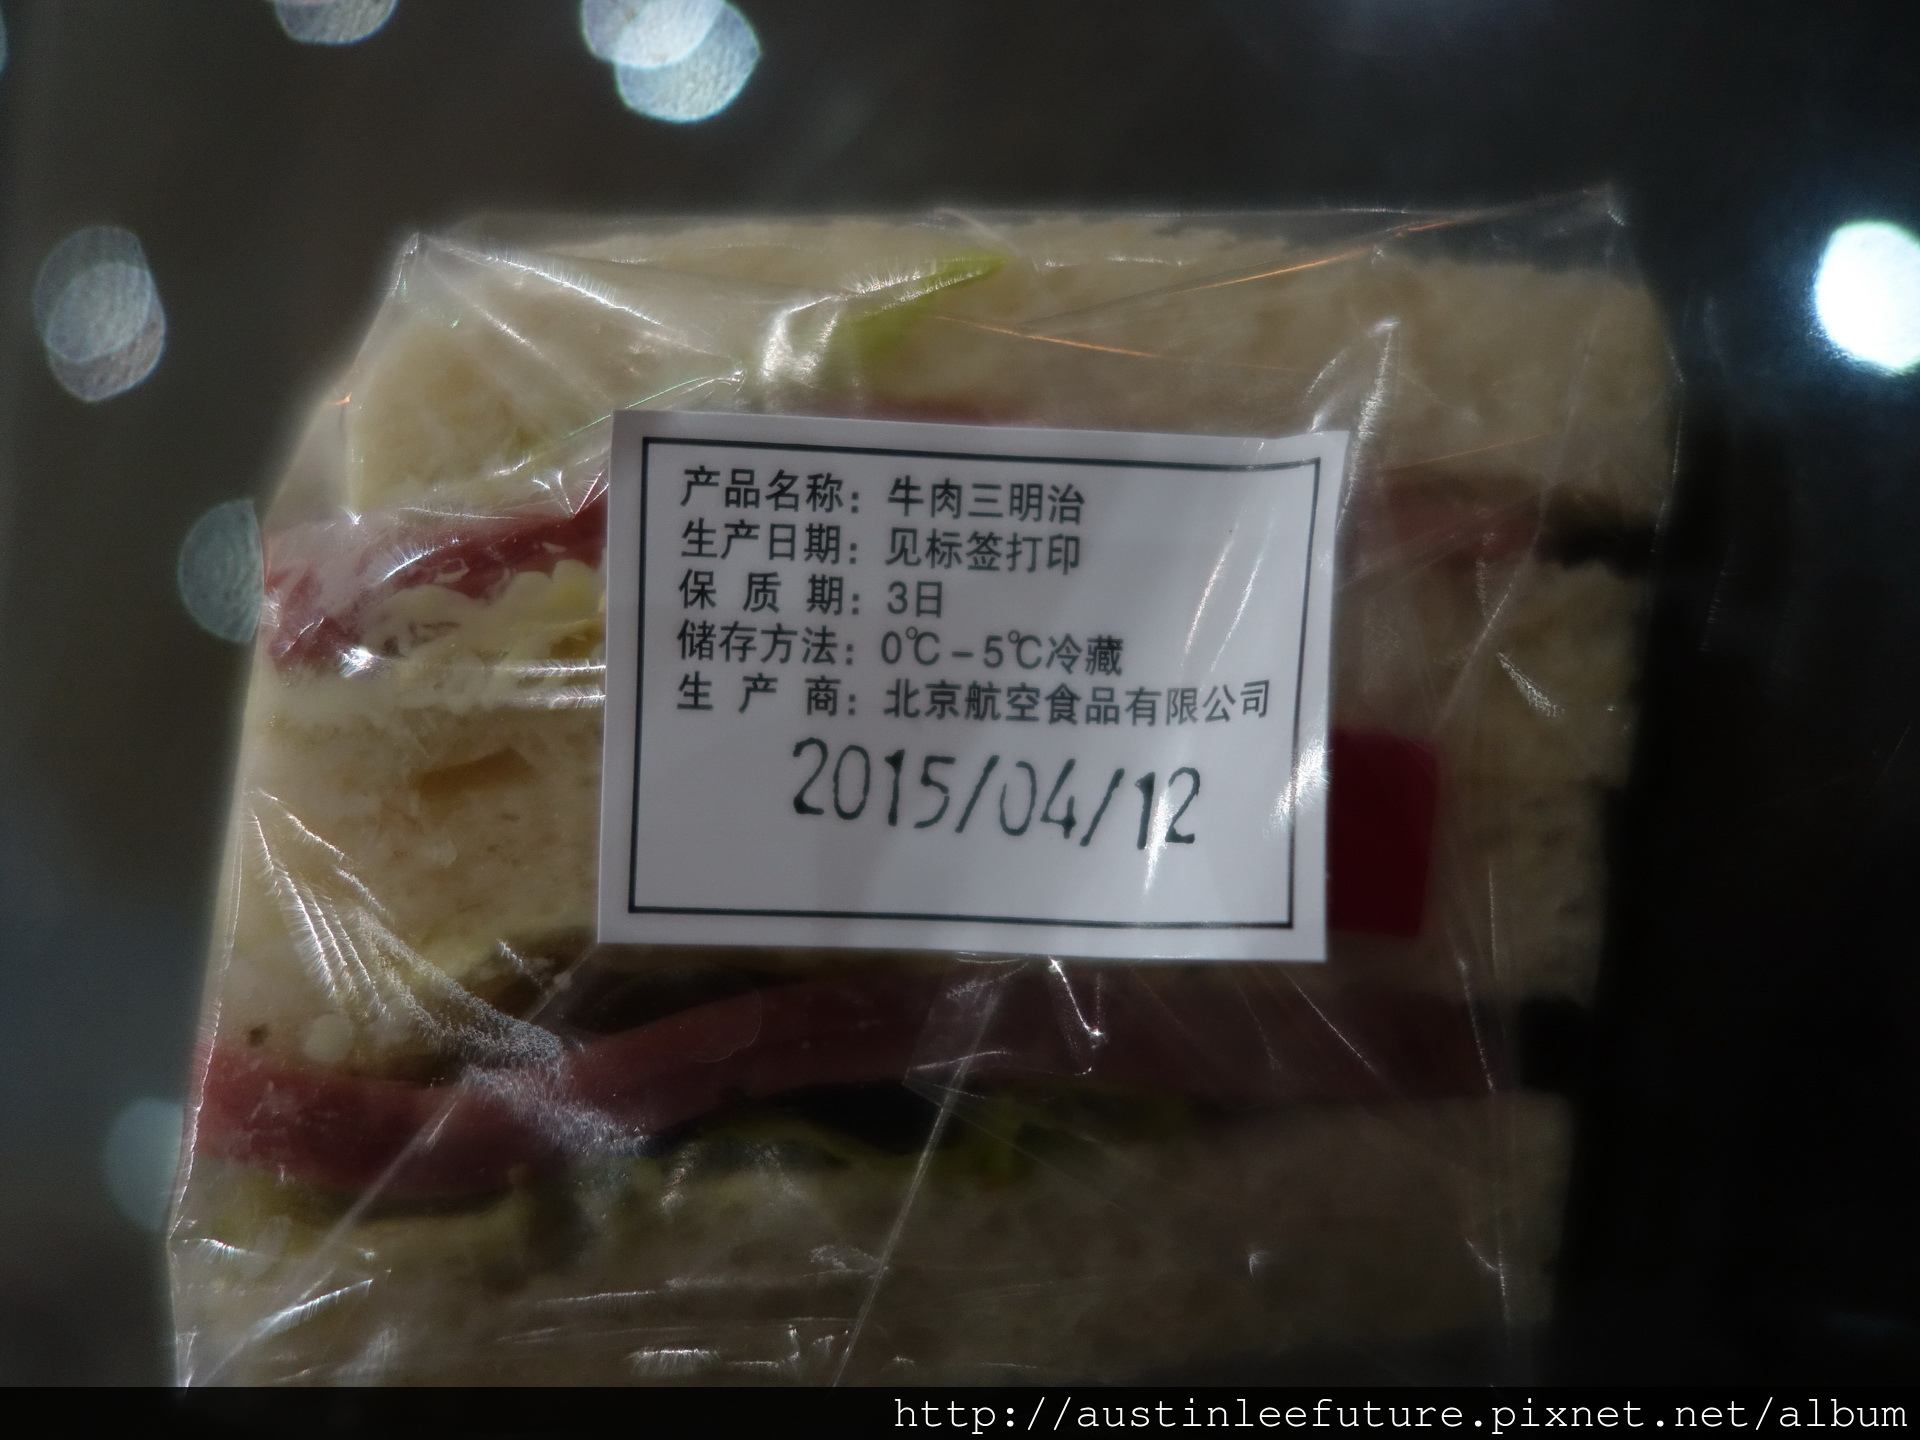 产品名称：牛肉三明治
生产日期：见标签打印
保 质 期：3日
储存方法：0℃－5℃冷藏
生 产 商：北京航空食品有限公司
2015/04/12
http://austinleefuture.pixnet.net/album